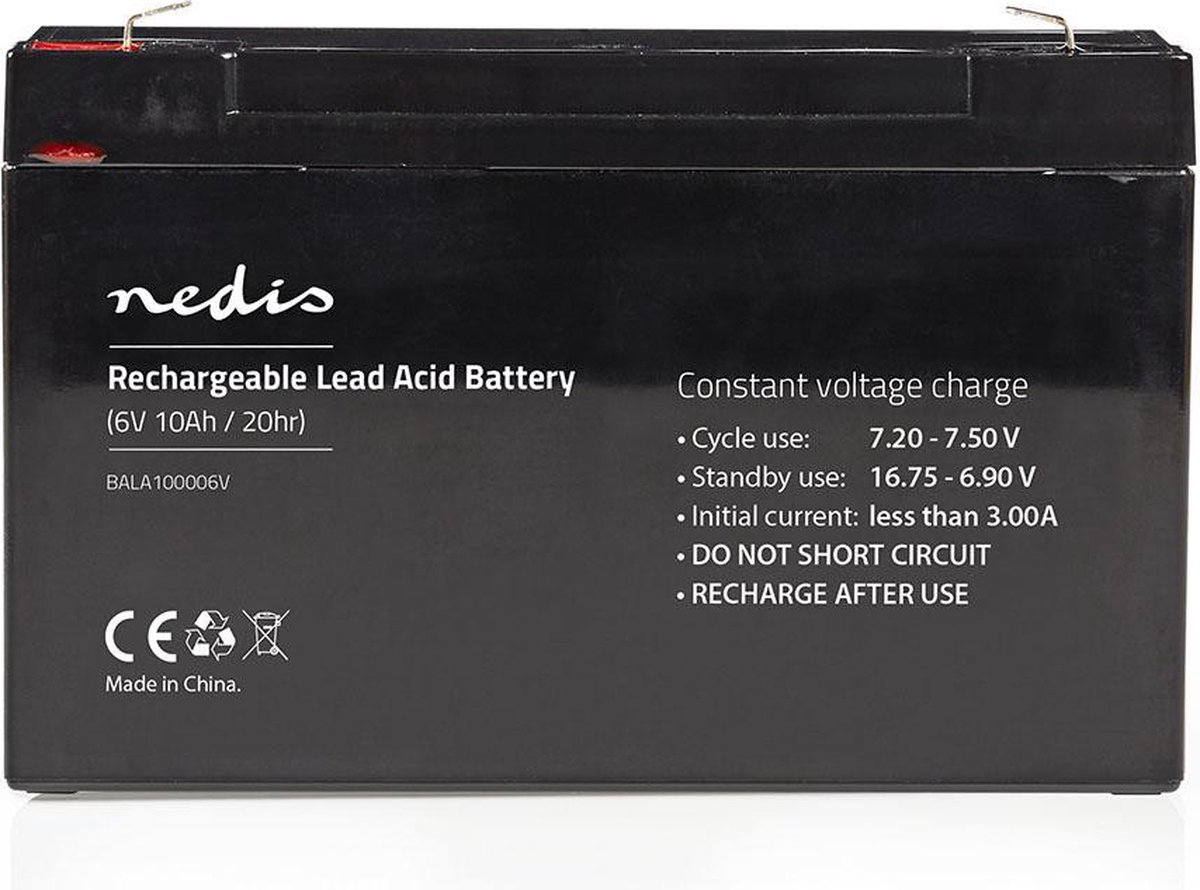 nedis
Rechargeable Lead Acid Battery
(6V 10Ah / 20hr)
BALA100006V
CE
Made in China.
Constant voltage charge
• Cycle use: 7.20 - 7.50 V
• Standby use: 16.75 - 6.90 V
• Initial current: less than 3.00A
• DO NOT SHORT CIRCUIT
• RECHARGE AFTER USE